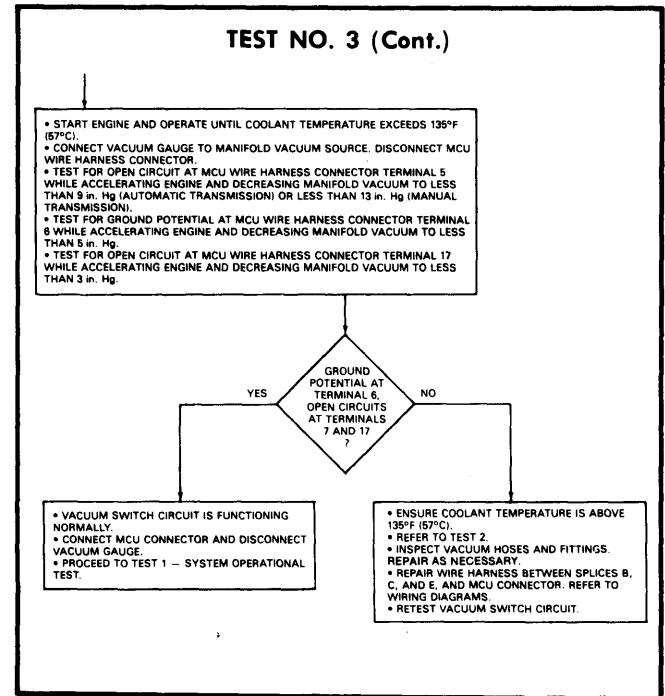 TEST NO. 3 (Cont.)
• START ENGINE AND OPERATE UNTIL COOLANT TEMPERATURE EXCEEDS 135ºF
(57ºC).
• CONNECT VACUUM GAUGE TO MANIFOLD VACUUM SOURCE. DISCONNECT MCU
WIRE HARNESS CONNECTOR.
• TEST FOR OPEN CIRCUIT AT MCU WIRE HARNESS CONNECTOR TERMINAL 5
WHILE ACCELERATING ENGINE AND DECREASING MANIFOLD VACUUM TO LESS
THAN 9 in. Hg (AUTOMATIC TRANSMISSION) OR LESS THAN 13 in. Hg (MANUAL
TRANSMISSION).
• TEST FOR GROUND POTENTIAL AT MCU WIRE HARNESS CONNECTOR TERMINAL
6 WHILE ACCELERATING ENGINE AND DECREASING MANIFOLD VACUUM TO LESS
THAN 5 in. Hg.
• TEST FOR OPEN CIRCUIT AT MCU WIRE HARNESS CONNECTOR TERMINAL 17
WHILE ACCELERATING ENGINE AND DECREASING MANIFOLD VACUUM TO LESS
THAN 3 in. Hg.
GROUND
POTENTIAL AT
TERMINAL 6,
OPEN CIRCUITS
AT TERMINALS
7 AND 17
?
YES
NO
• VACUUM SWITCH CIRCUIT IS FUNCTIONING
NORMALLY.
• CONNECT MCU CONNECTOR AND DISCONNECT
VACUUM GAUGE.
• PROCEED TO TEST 1 – SYSTEM OPERATIONAL
TEST.
• ENSURE COOLANT TEMPERATURE IS ABOVE
135ºF (57ºC).
• REFER TO TEST 2.
• INSPECT VACUUM HOSES AND FITTINGS.
REPAIR AS NECESSARY.
• REPAIR WIRE HARNESS BETWEEN SPLICES B,
C, AND E, AND MCU CONNECTOR. REFER TO
WIRING DIAGRAMS.
• RETEST VACUUM SWITCH CIRCUIT.